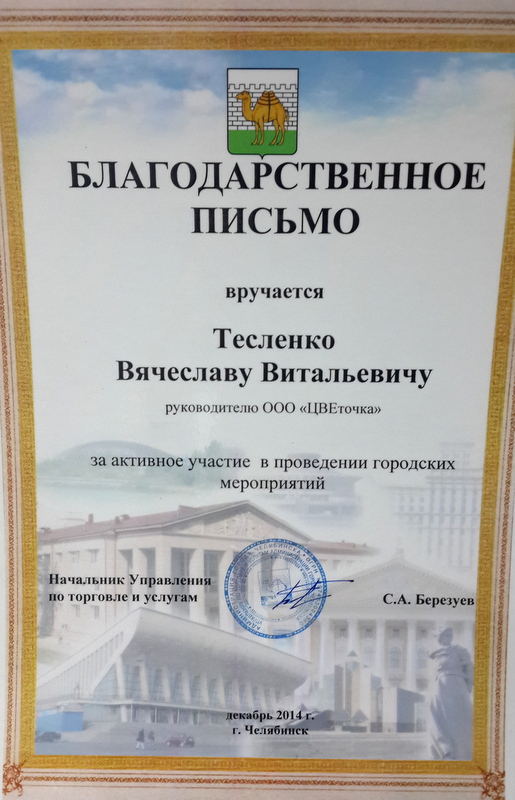 БЛАГОДАРСТВЕННОЕ
ПИСЬМО
вручается
Тесленко
Вячеславу Витальевичу
руководителю ООО «ЦВЕточка»
за активное участие в проведении городских
мероприятий
Начальник Управления
по торговле и услугам
С.А. Березуев
декабрь 2014 г.
г. Челябинск